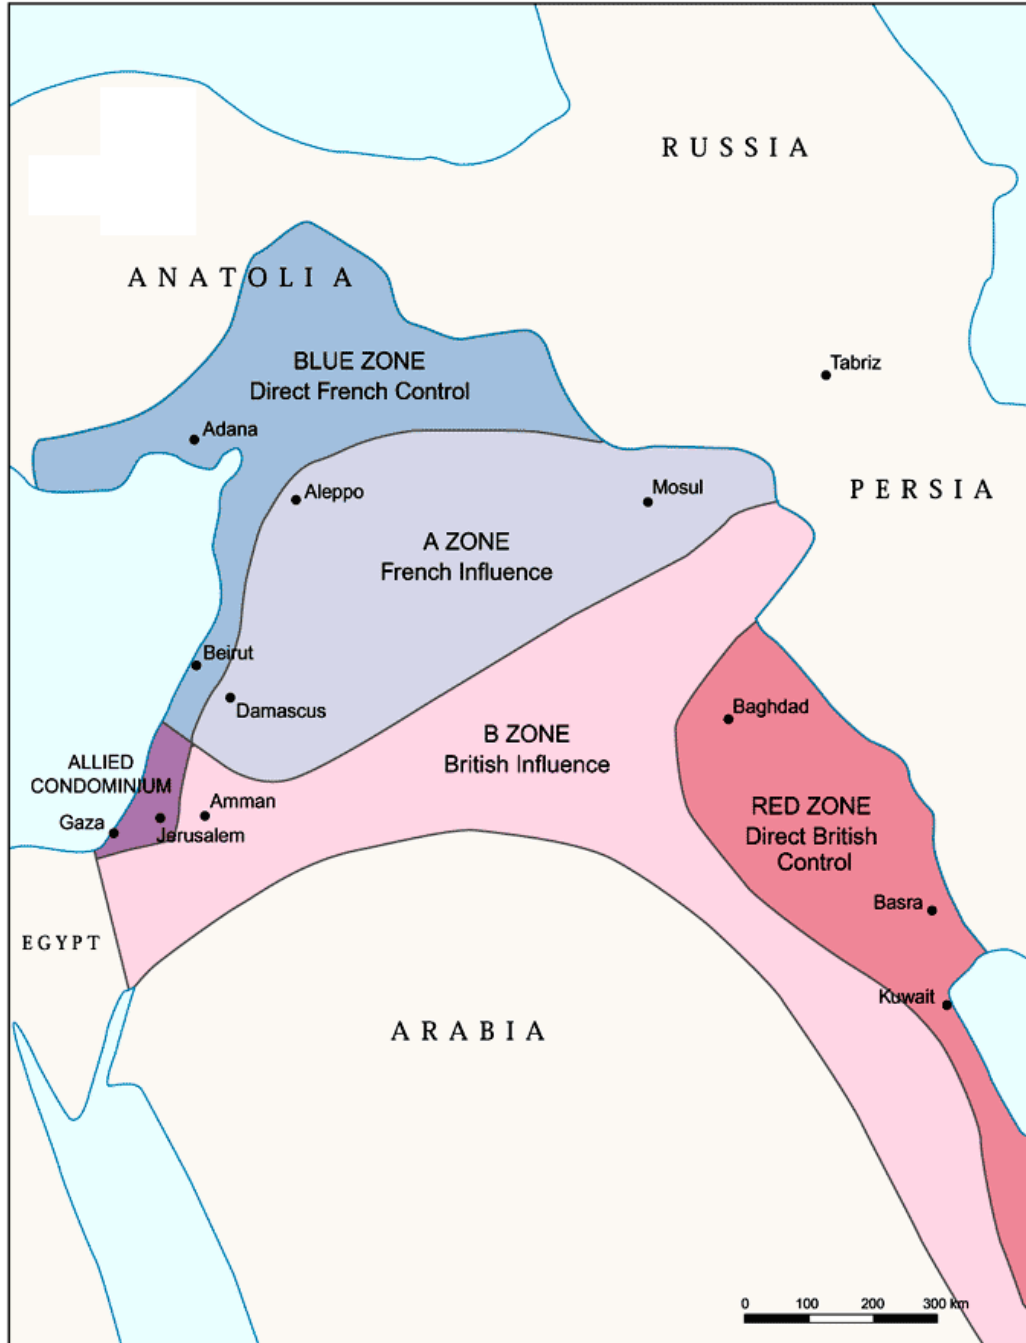 RUSSIA
ANATOLIA
BLUE ZONE
Direct French Control
Tabriz
Adana
Aleppo
Mosul
PERSIA
A ZONE
French Influence
Beirut
Damascus
Baghdad
B ZONE
British Influence
ALLIED
CONDOMINIUM
Amman
Gaza
Jerusalem
RED ZONE
Direct British
Control
Basra
EGYPT
Kuwait
ARABIA
0 100 200 300 km